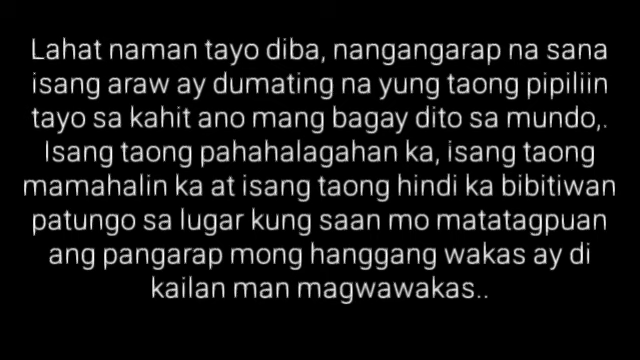 Lahat naman tayo diba, nangangarap na sana
isang araw ay dumating na yung taong pipiliin
tayo sa kahit ano mang bagay dito sa mundo,.
Isang taong pahahalagahan ka, isang taong
mamahalin ka at isang taong hindi ka bibitiwan
patungo sa lugar kung saan mo matatagpuan
ang pangarap mong hanggang wakas ay di
kailan man magwawakas..